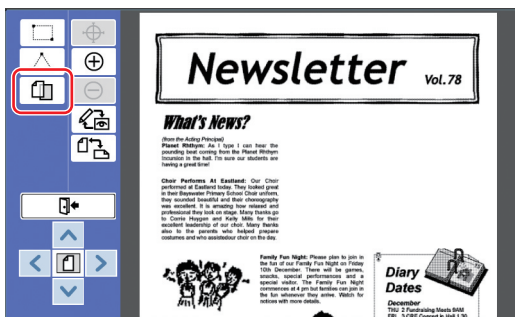 Newsletter Vol. 78
What's News?
(from the Acting Principal)
Planet Rhthym: As I type I can hear the
pounding beat coming from the Planet Rhthym
Incursion in the hall. I'm sure our students are
having a great time!
Choir Performs At Eastland: Our Choir
performed at Eastland today. They looked great
in their Bayswater Primary School Choir uniform,
they sounded beautiful and their choreography
was excellent. It is amazing how relaxed and
professional they look on stage. Many thanks go
to Corrie Huygen and Kelly Mills for their
excellent leadership of our choir. Many thanks
also to the parents who helped prepare
costumes and who assistedour choir on the day.
Family Fun Night: Please plan to join in
the fun of our Family Fun Night on Friday
10th December. There will be games,
snacks, special performances and a
special visitor. The Family Fun Night
commences at 4 pm but families can join in
the fun whenever they arrive. Watch for
notices with more details.
Diary
Dates
December
THU 2 Fundraising Meets 9AM